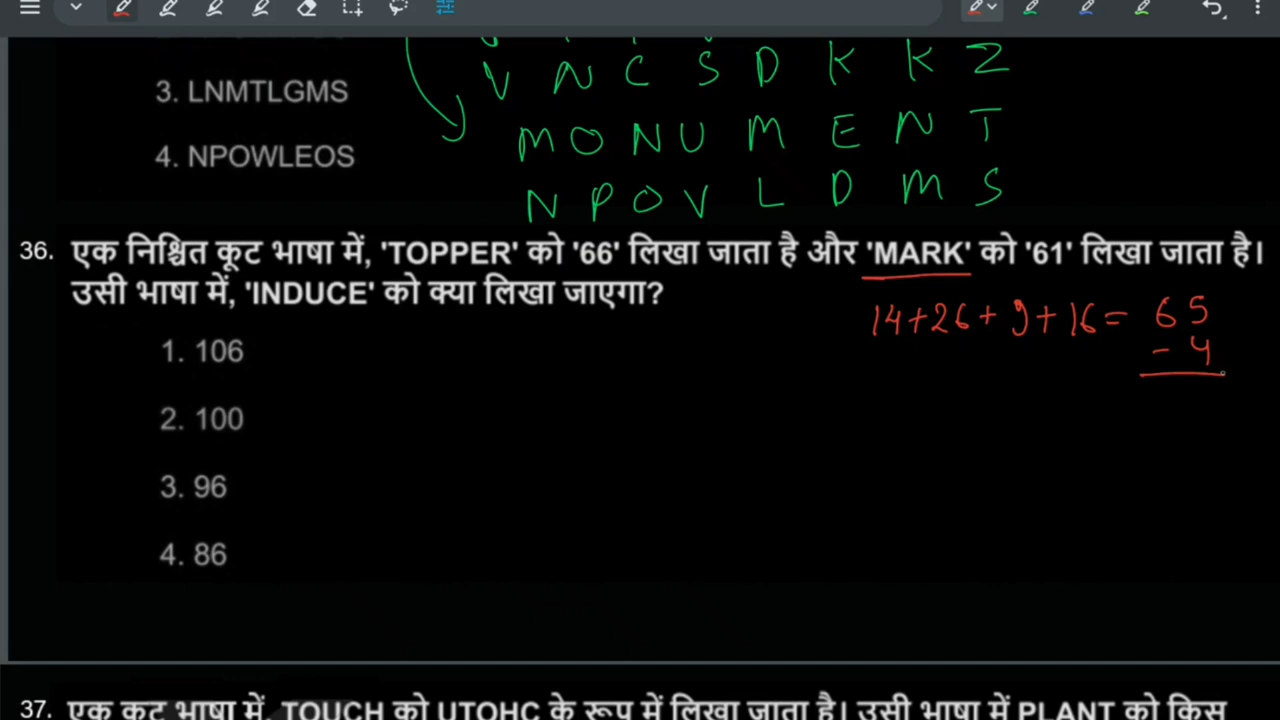 V N C S D K K Z
3. LNMTLGMS
M O N U M E N T
4. NPOWLEOS
N P O V L D M S
36. एक निश्चित कूट भाषा में, 'TOPPER' को '66' लिखा जाता है और 'MARK' को '61' लिखा जाता है।
उसी भाषा में, 'INDUCE' को क्या लिखा जाएगा?
14+26+9+16= 65
- 4
1. 106
2. 100
3. 96
4. 86
37. एक कूट भाषा में, TOUCH को UTOHC के रूप में लिखा जाता है। उसी भाषा में PLANT को किस